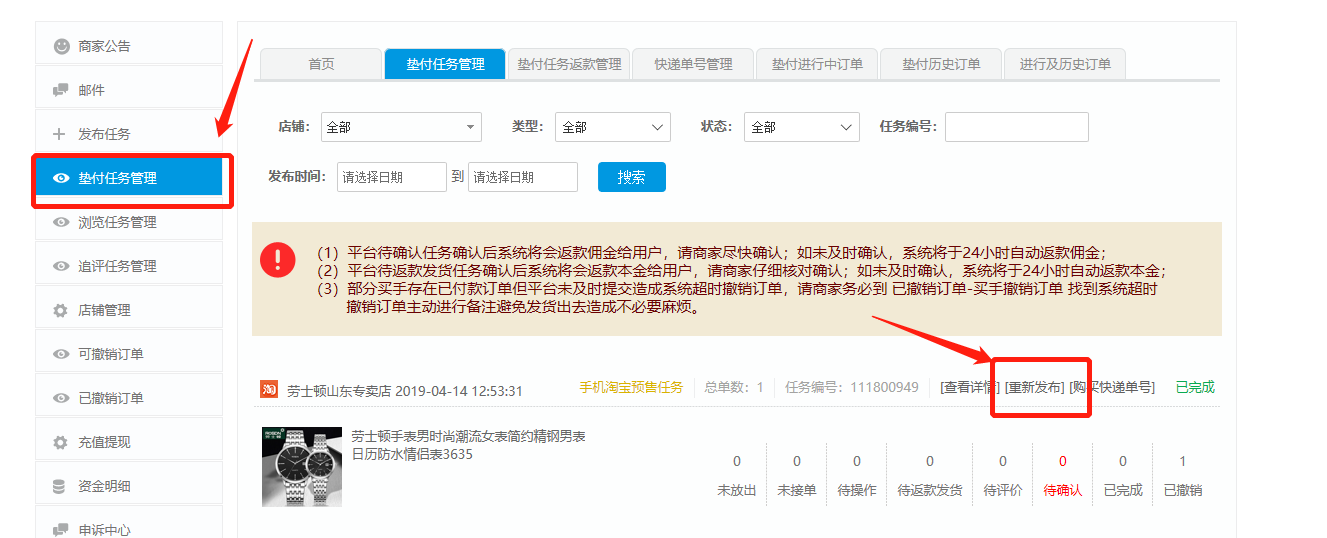 商家公告
邮件
发布任务
垫付任务管理
浏览任务管理
追评任务管理
店铺管理
可撤销订单
已撤销订单
充值提现
资金明细
申诉中心
首页 垫付任务管理 垫付任务返款管理 快递单号管理 垫付进行中订单 垫付历史订单 进行及历史订单
店铺: 全部 类型: 全部 状态: 全部 任务编号:
发布时间: 请选择日期 到 请选择日期 搜索
(1) 平台待确认任务确认后系统将会返款佣金给用户，请商家尽快确认；如未及时确认，系统将于24小时自动返款佣金；
(2) 平台待返款发货任务确认后系统将会返款本金给用户，请商家仔细核对确认；如未及时确认，系统将于24小时自动返款本金；
(3) 部分买手存在已付款订单但平台未及时提交造成系统超时撤销订单，请商家务必到 已撤销订单-买手撤销订单 找到系统超时
撤销订单主动进行备注避免发货出去造成不必要麻烦。
淘 劳士顿山东专卖店 2019-04-14 12:53:31 手机淘宝预售任务 总单数: 1 任务编号: 111800949 [查看详情] [重新发布] [购买快递单号] 已完成
劳士顿手表男时尚潮流女表简约精钢男表
日历防水情侣表3635
0 0 0 0 0 0 0 1
未放出 未接单 待操作 待返款发货 待评价 待确认 已完成 已撤销